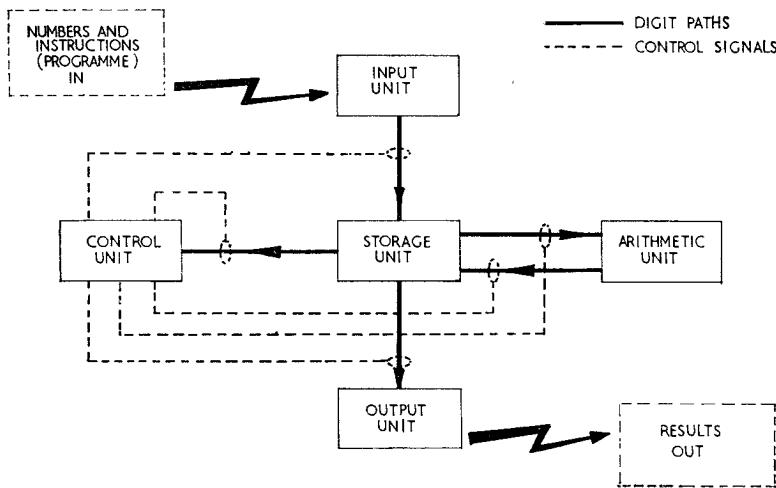 NUMBERS AND
INSTRUCTIONS
(PROGRAMME)
IN
DIGIT PATHS
CONTROL SIGNALS
INPUT
UNIT
CONTROL
UNIT
STORAGE
UNIT
ARITHMETIC
UNIT
OUTPUT
UNIT
RESULTS
OUT